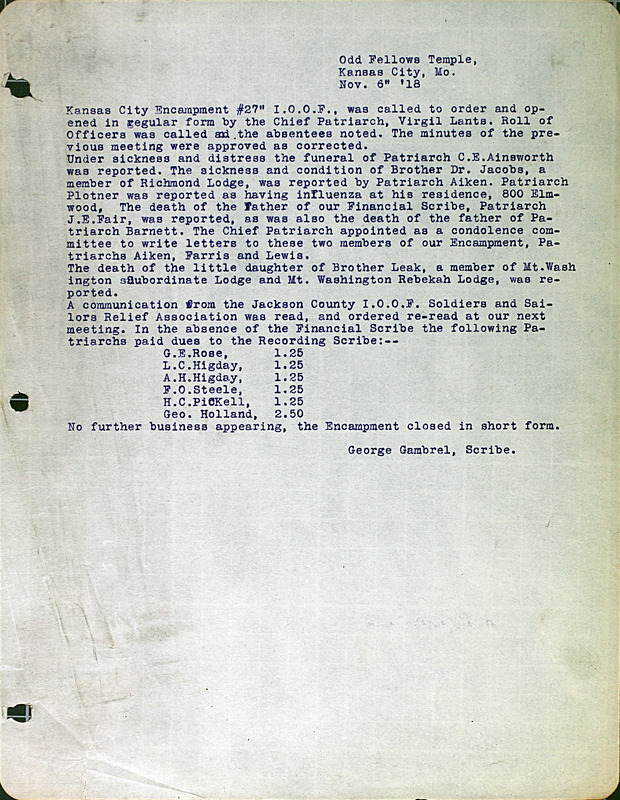 Odd Fellows Temple,
Kansas City, Mo.
Nov. 6" '18
Kansas City Encampment #27" I.O.O.F., was called to order and op-
ened in gegular form by the Chief Patriarch, Virgil Lants. Roll of
Officers was called and the absentees noted. The minutes of the pre-
vious meeting were approved as corrected.
Under sickness and distress the funeral of Patriarch C.E.Ainsworth
was reported. The sickness and condition of Brother Dr. Jacobs, a
member of Richmond Lodge, was reported by Patriarch Aiken. Patriarch
Plotner was reported as having influenza at his residence, 800 Elm-
wood, The death of the Father of our Financial Scribe, Patriarch
J.E.Fair, was reported, as was also the death of the father of Pa-
triarch Barnett. The Chief Patriarch appointed as a condolence com-
mittee to write letters to these two members of our Encampment, Pa-
triarchs Aiken, Farris and Lewis.
The death of the little daughter of Brother Leak, a member of Mt.Wash
ington sSubordinate Lodge and Mt. Washington Rebekah Lodge, was re-
ported.
A communication from the Jackson County I.O.O.F. Soldiers and Sai-
lors Relief Association was read, and ordered re-read at our next
meeting. In the absence of the Financial Scribe the following Pa-
triarchs paid dues to the Recording Scribe:--
G.E.Rose, 1.25
L.C.Higday, 1.25
A.H.Higday, 1.25
F.O.Steele, 1.25
H.C.PicKell, 1.25
Geo. Holland, 2.50
No further business appearing, the Encampment closed in short form.
George Gambrel, Scribe.